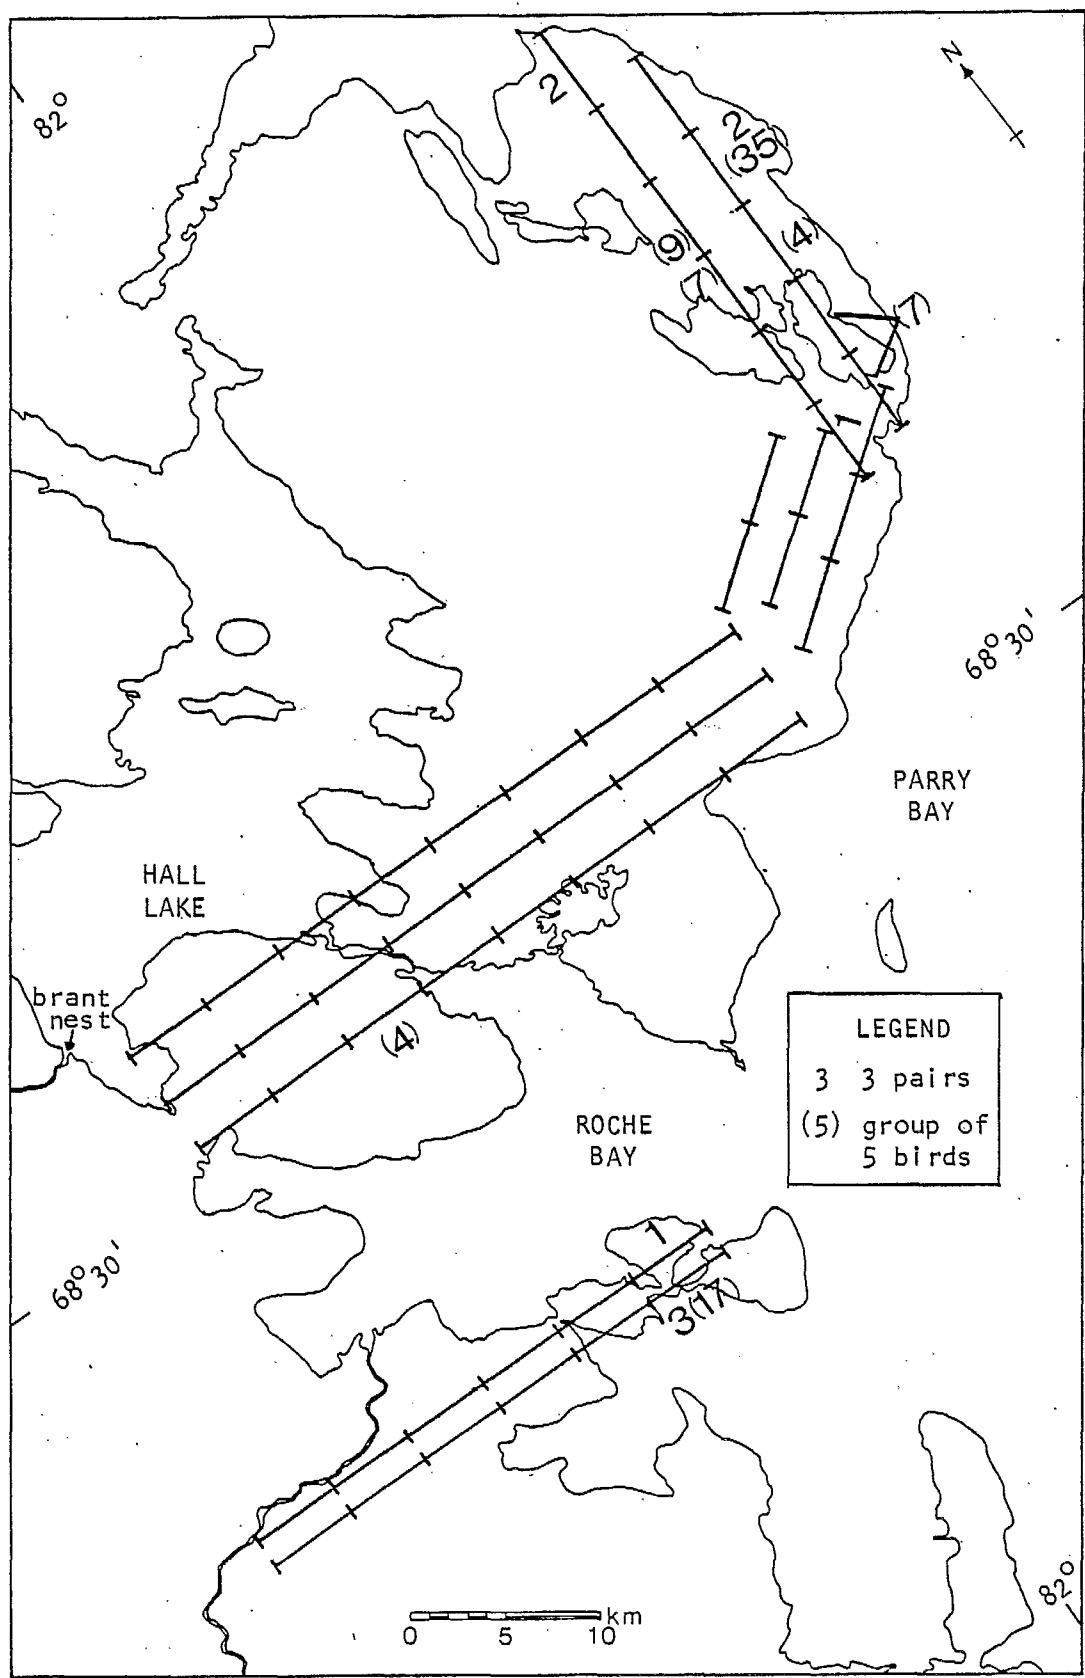 N
82°
2
2
(35)
(4)
(9)
(7)
(7)
1
68° 30'
PARRY
BAY
HALL
LAKE
brant
nest
(4)
LEGEND
3 3 pairs
(5) group of
5 birds
ROCHE
BAY
1
68° 30'
3(17)
82°
km
0 5 10